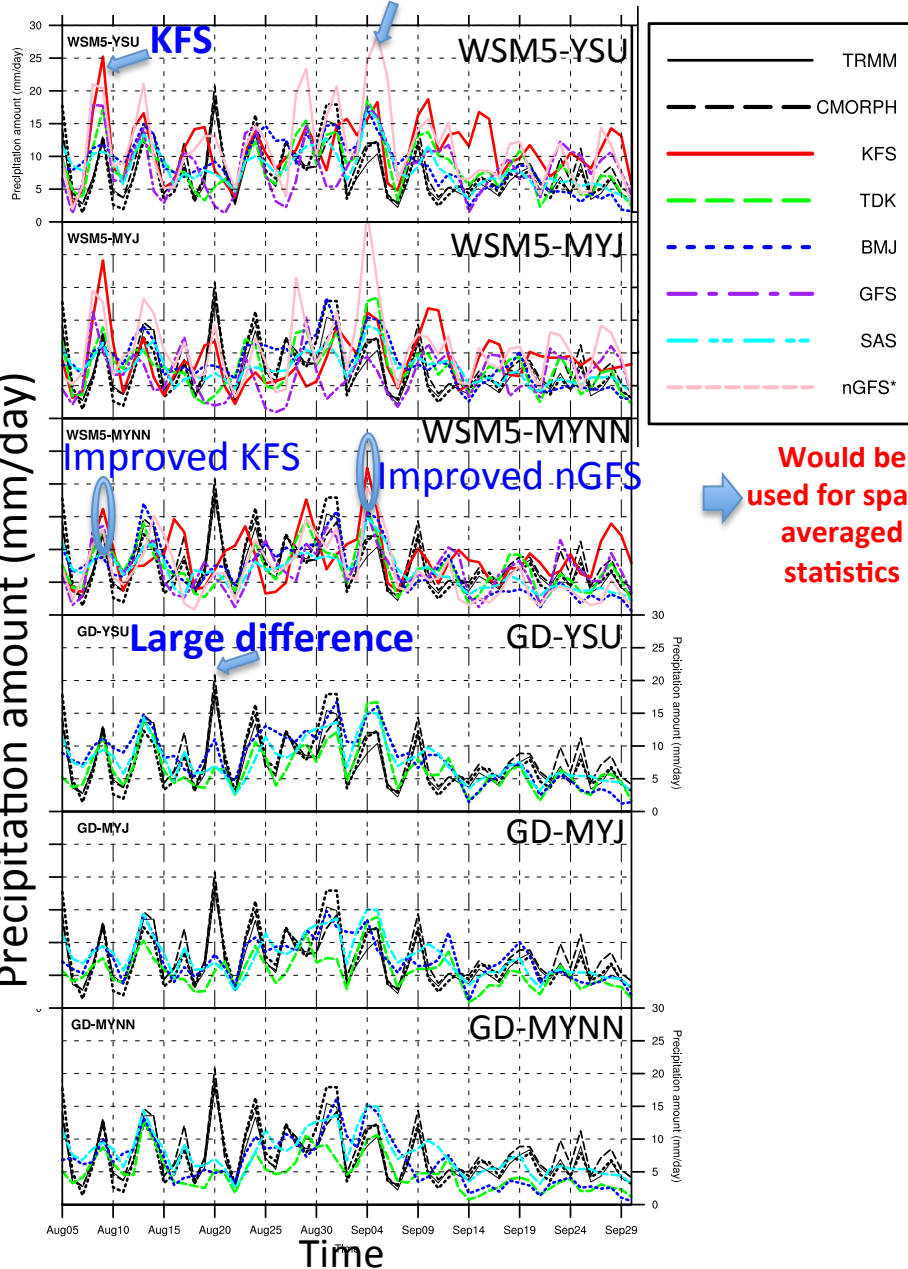 Precipitation amount (mm/day)
Precipitation amount (mm/day)
30
25
20
15
10
5
0
WSM5-YSU
KFS
WSM5-YSU
WSM5-MYJ
WSM5-MYJ
WSM5-MYNN
WSM5-MYNN
Improved KFS
Improved nGFS
GD-YSU
Large difference
GD-YSU
30
25
20
15
10
5
0
Precipitation amount (mm/day)
GD-MYJ
GD-MYJ
GD-MYNN
GD-MYNN
30
25
20
15
10
5
0
Precipitation amount (mm/day)
Aug05 Aug10 Aug15 Aug20 Aug25 Aug30 Sep04 Sep09 Sep14 Sep19 Sep24 Sep29
Time
TRMM
CMORPH
KFS
TDK
BMJ
GFS
SAS
nGFS*
Would be
used for spa
averaged
statistics